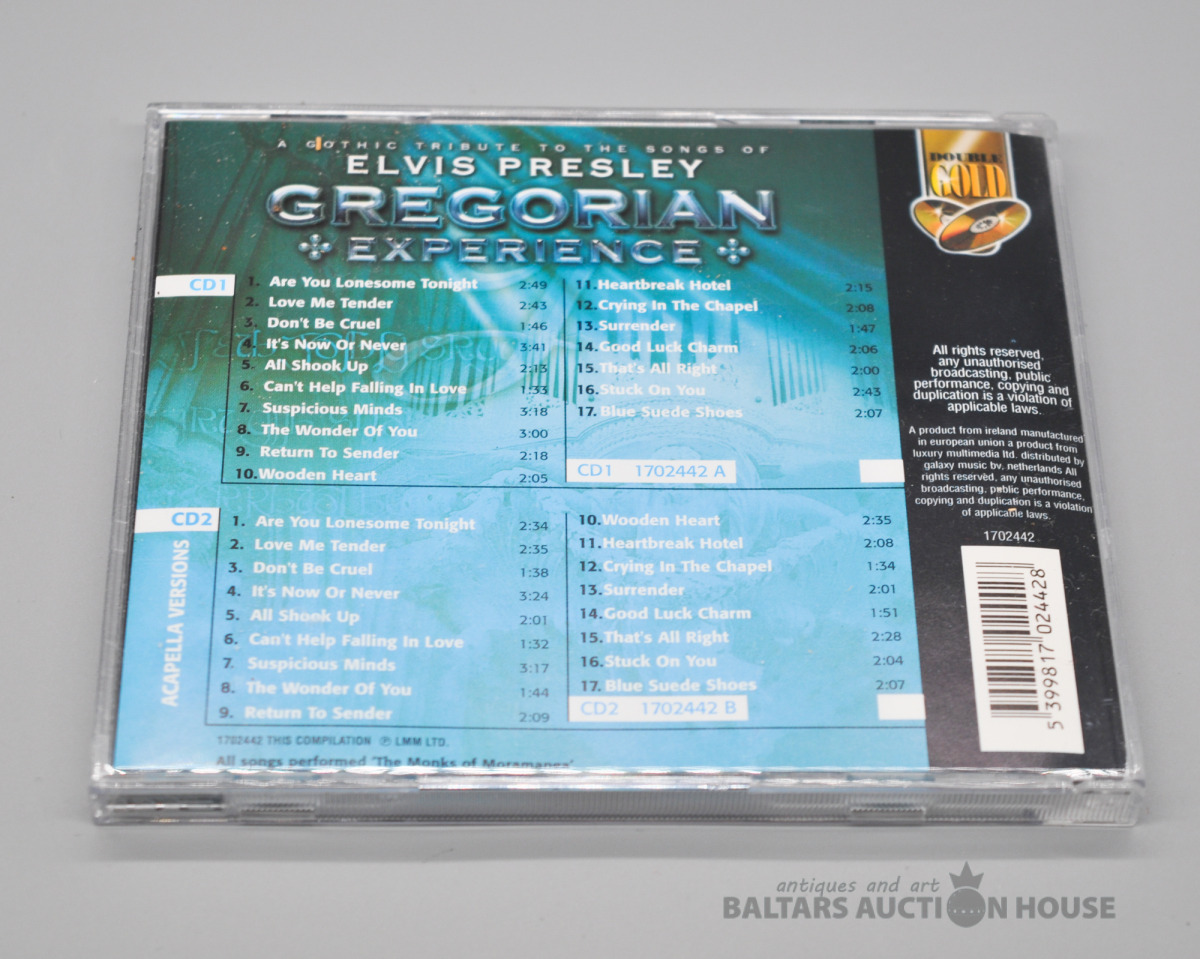 A GOTHIC TRIBUTE TO THE SONGS OF
ELVIS PRESLEY
GREGORIAN
EXPERIENCE
CD1
1. Are You Lonesome Tonight 2:49
2. Love Me Tender 2:43
3. Don't Be Cruel 1:46
4. It's Now Or Never 3:41
5. All Shook Up 2:13
6. Can't Help Falling In Love 1:33
7. Suspicious Minds 3:18
8. The Wonder Of You 3:00
9. Return To Sender 2:18
10. Wooden Heart 2:05
11. Heartbreak Hotel 2:15
12. Crying In The Chapel 2:08
13. Surrender 1:47
14. Good Luck Charm 2:06
15. That's All Right 2:00
16. Stuck On You 2:43
17. Blue Suede Shoes 2:07
CD1 1702442 A
CD2
ACAPELLA VERSIONS
1. Are You Lonesome Tonight 2:34
2. Love Me Tender 2:35
3. Don't Be Cruel 1:38
4. It's Now Or Never 3:24
5. All Shook Up 2:01
6. Can't Help Falling In Love 1:32
7. Suspicious Minds 3:17
8. The Wonder Of You 1:44
9. Return To Sender 2:09
10. Wooden Heart 2:35
11. Heartbreak Hotel 2:08
12. Crying In The Chapel 1:34
13. Surrender 2:01
14. Good Luck Charm 1:51
15. That's All Right 2:28
16. Stuck On You 2:04
17. Blue Suede Shoes 2:07
CD2 1702442 B
1702442 THIS COMPILATION ℗ LMM LTD.
All songs performed 'The Monks of Moramanga'
DOUBLE
GOLD
All rights reserved,
any unauthorised
broadcasting, public
performance, copying and
duplication is a violation of
applicable laws.
A product from ireland manufactured
in european union a product from
luxury multimedia ltd. distributed by
galaxy music bv, netherlands All
rights reserved, any unauthorised
broadcasting, public performance,
copying and duplication is a violation
of applicable laws.
1702442
5 399817 024428
antiques and art
BALTARS AUCTION HOUSE